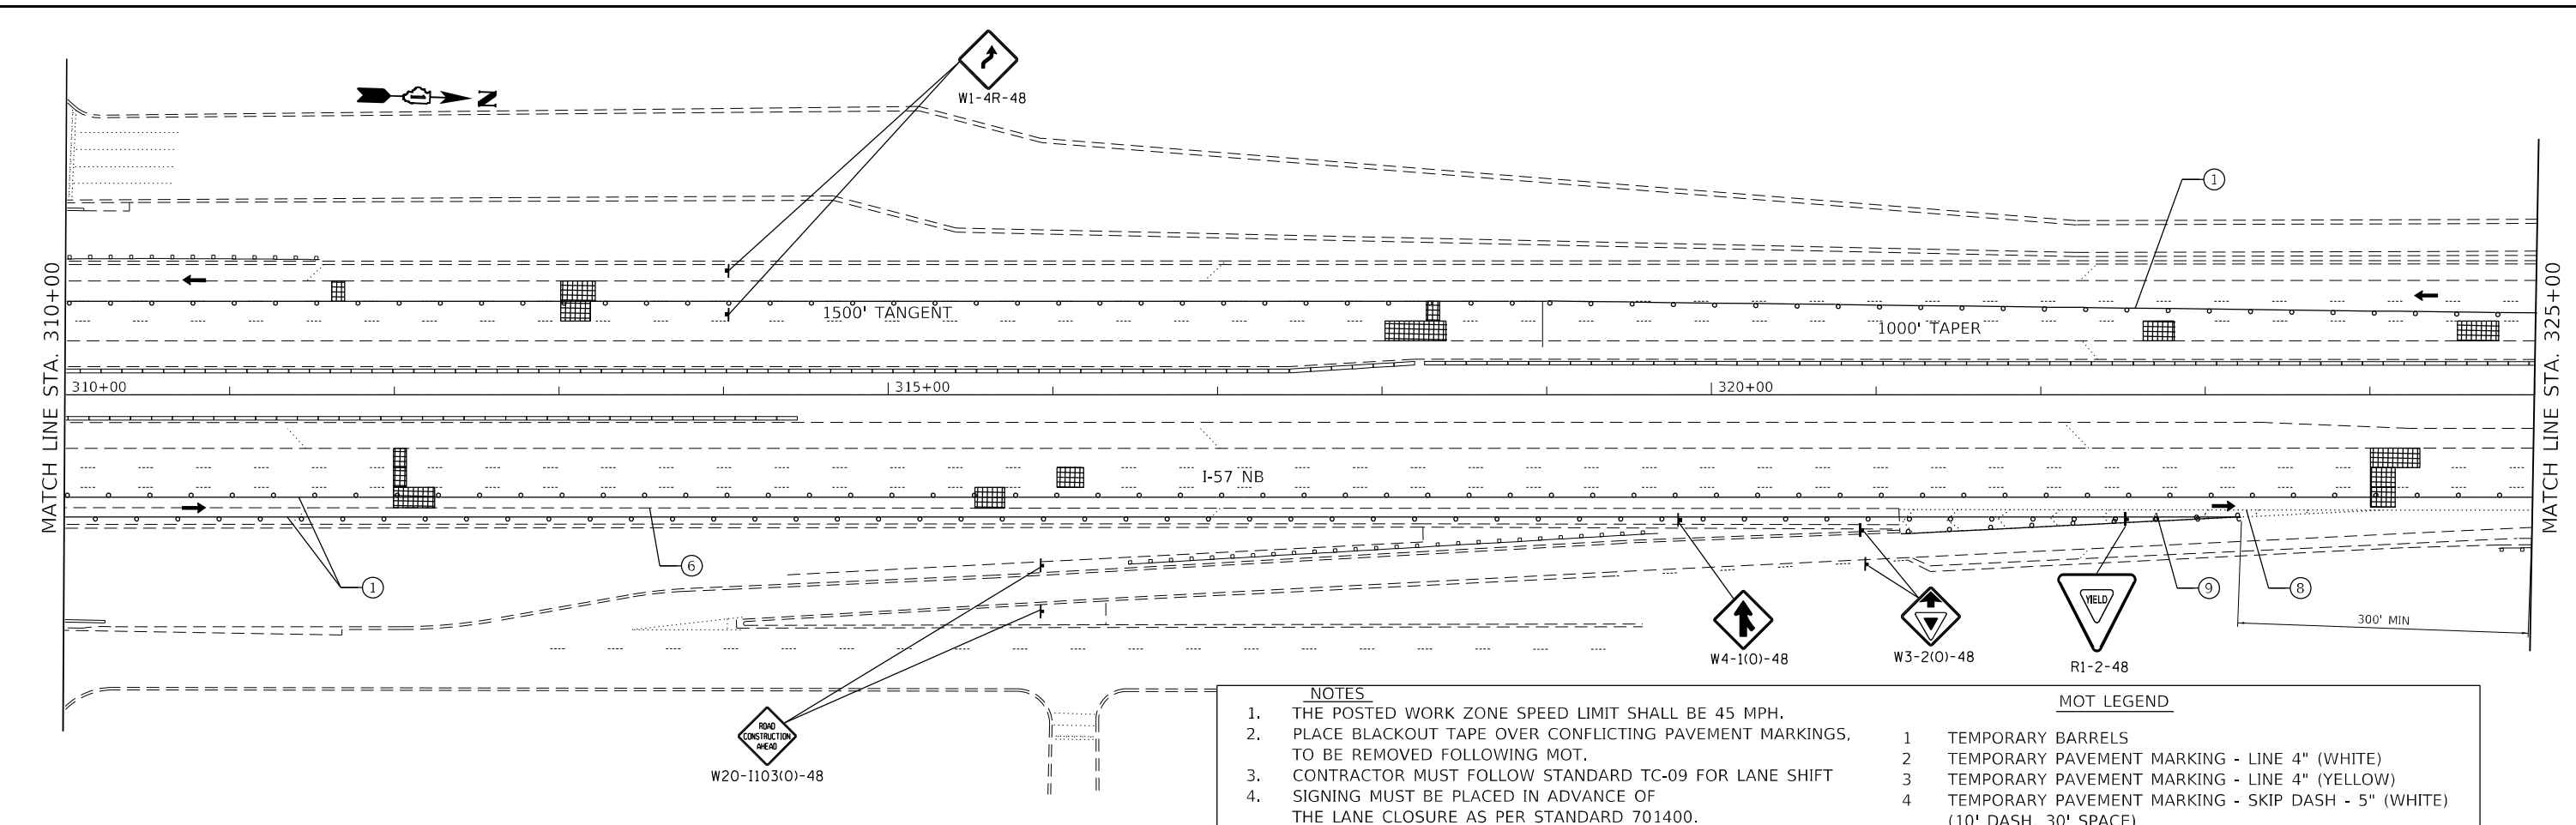 W1-4R-48
N
1
MATCH LINE STA. 310+00
1500' TANGENT
1000' TAPER
MATCH LINE STA. 325+00
310+00
315+00
320+00
I-57 NB
1
6
9
8
300' MIN
YIELD
W4-1(O)-48
W3-2(O)-48
R1-2-48
ROAD
CONSTRUCTION
AHEAD
W20-I103(O)-48
NOTES
1. THE POSTED WORK ZONE SPEED LIMIT SHALL BE 45 MPH.
2. PLACE BLACKOUT TAPE OVER CONFLICTING PAVEMENT MARKINGS,
TO BE REMOVED FOLLOWING MOT.
3. CONTRACTOR MUST FOLLOW STANDARD TC-09 FOR LANE SHIFT
4. SIGNING MUST BE PLACED IN ADVANCE OF
THE LANE CLOSURE AS PER STANDARD 701400.
MOT LEGEND
1 TEMPORARY BARRELS
2 TEMPORARY PAVEMENT MARKING - LINE 4" (WHITE)
3 TEMPORARY PAVEMENT MARKING - LINE 4" (YELLOW)
4 TEMPORARY PAVEMENT MARKING - SKIP DASH - 5" (WHITE)
(10' DASH, 30' SPACE)